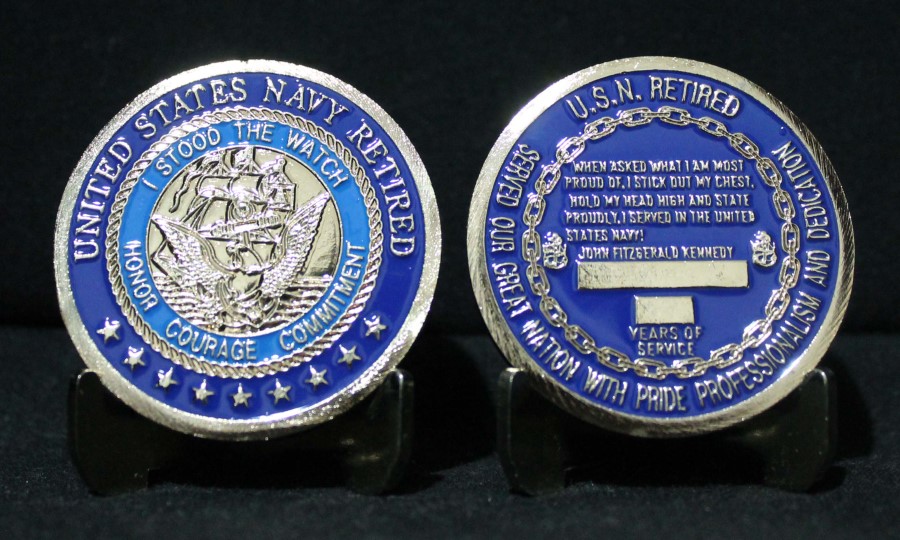 UNITED STATES NAVY RETIRED
I STOOD THE WATCH
HONOR COURAGE COMMITMENT
U.S.N. RETIRED
SERVED OUR GREAT NATION WITH PRIDE PROFESSIONALISM AND DEDICATION
WHEN ASKED WHAT I AM MOST
PROUD OF, I STICK OUT MY CHEST,
HOLD MY HEAD HIGH AND STATE
PROUDLY, I SERVED IN THE UNITED
STATES NAVY!
JOHN FITZGERALD KENNEDY
YEARS OF
SERVICE